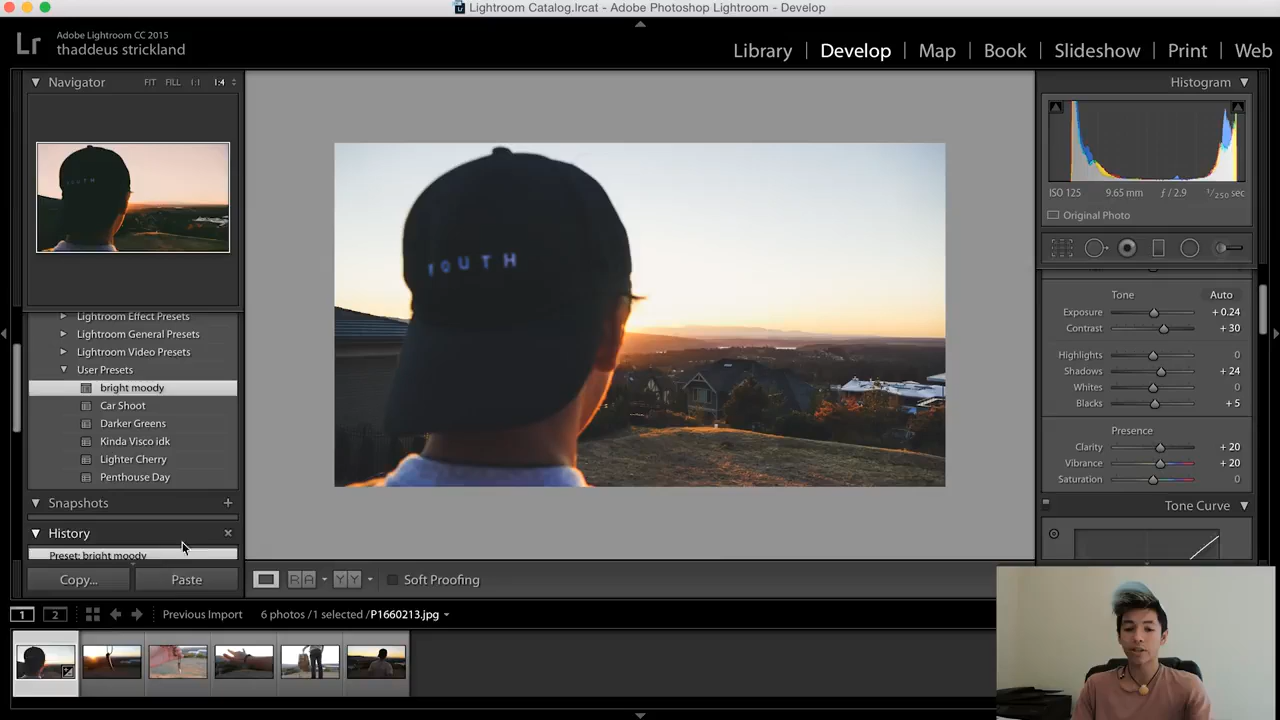 Lightroom Catalog.lrcat - Adobe Photoshop Lightroom - Develop
Lr
Adobe Lightroom CC 2015
thaddeus strickland
Library | Develop | Map | Book | Slideshow | Print | Web
Navigator FIT FILL 1:1 1:4
YOUTH
Lightroom Effect Presets
Lightroom General Presets
Lightroom Video Presets
User Presets
bright moody
Car Shoot
Darker Greens
Kinda Visco idk
Lighter Cherry
Penthouse Day
Snapshots +
History ×
Preset: bright moody
Copy... Paste
YOUTH
Histogram
ISO 125 9.65 mm ƒ / 2.9 1/250 sec
Original Photo
Tone Auto
Exposure + 0.24
Contrast + 30
Highlights 0
Shadows + 24
Whites 0
Blacks + 5
Presence
Clarity + 20
Vibrance + 20
Saturation 0
Tone Curve
R A Y Y Soft Proofing
1 2 Previous Import 6 photos /1 selected /P1660213.jpg